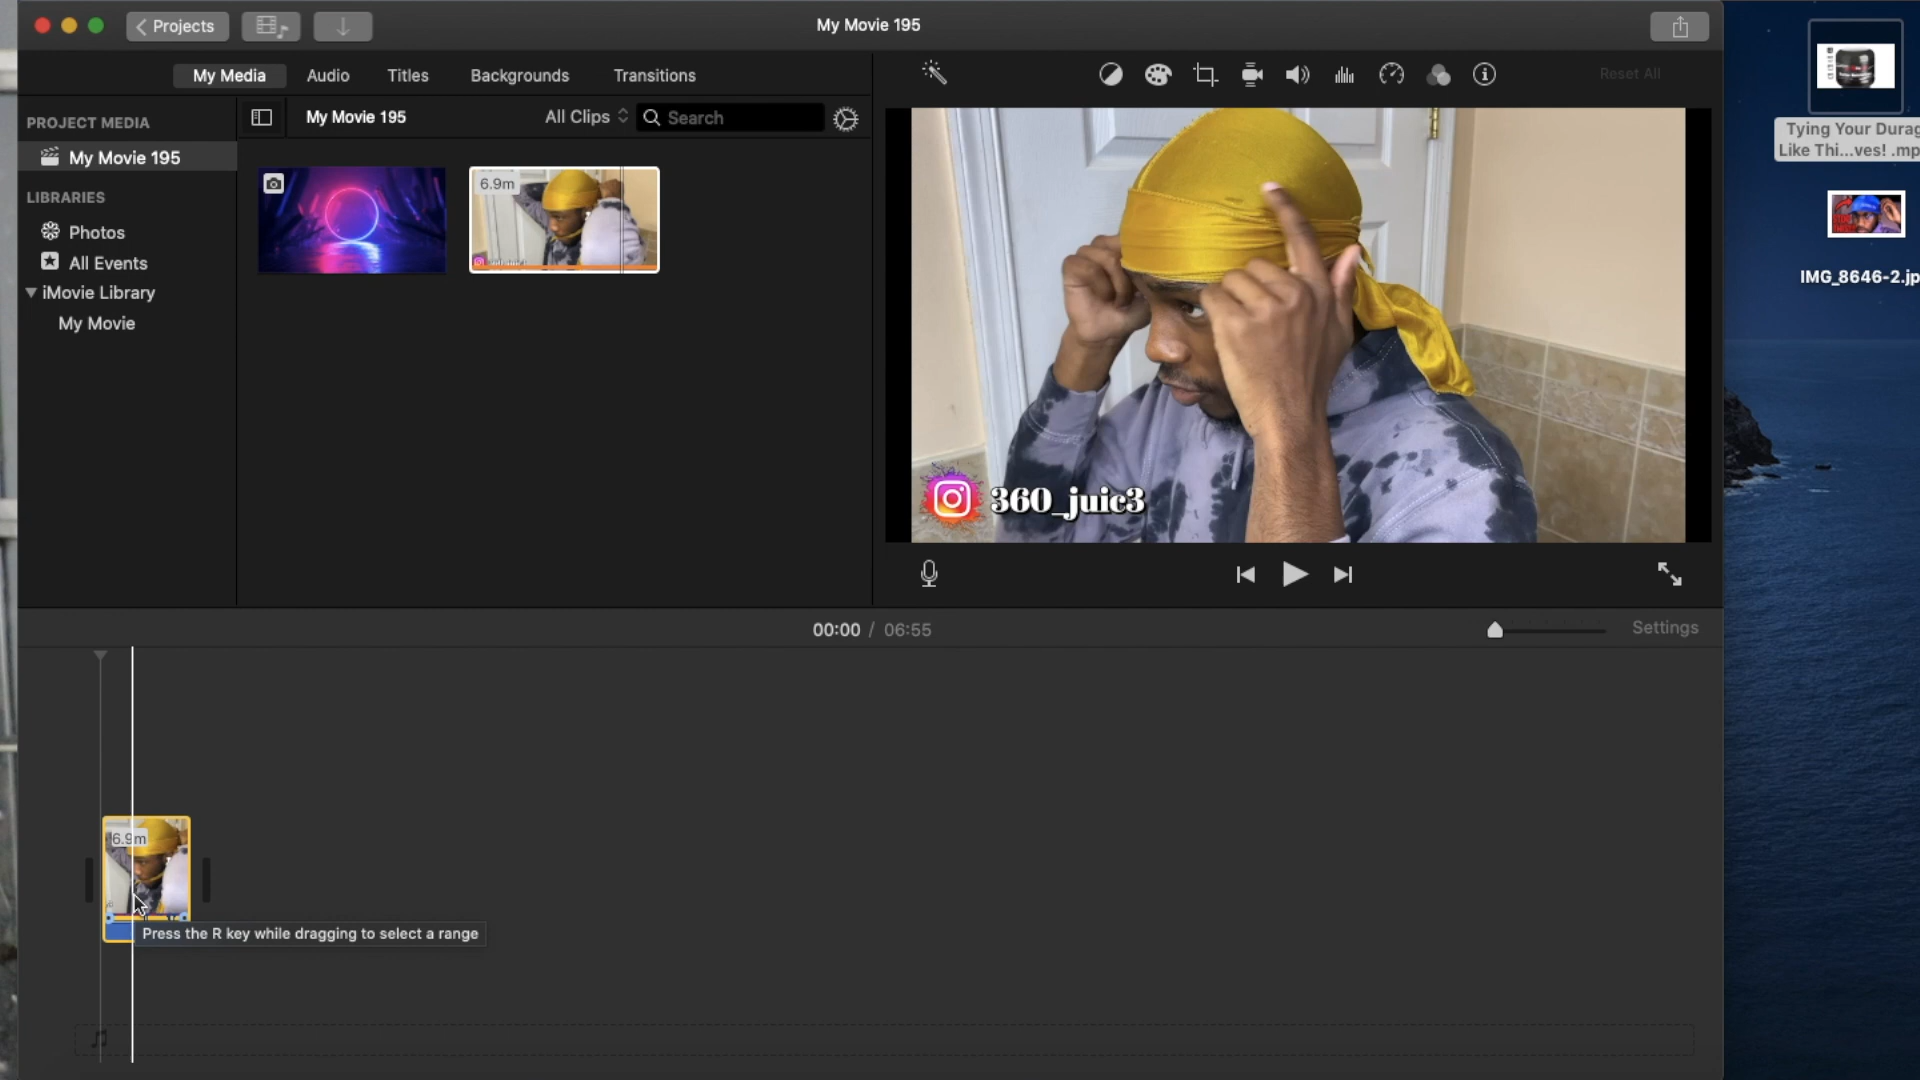 Projects
My Movie 195
My Media
Audio
Titles
Backgrounds
Transitions
Reset All
PROJECT MEDIA
My Movie 195
All Clips
Search
My Movie 195
LIBRARIES
Photos
All Events
iMovie Library
My Movie
6.9m
360_juic3
00:00 / 06:55
Settings
6.9m
Press the R key while dragging to select a range
Tying Your Durag
Like Thi...ves! .mp
IMG_8646-2.jp